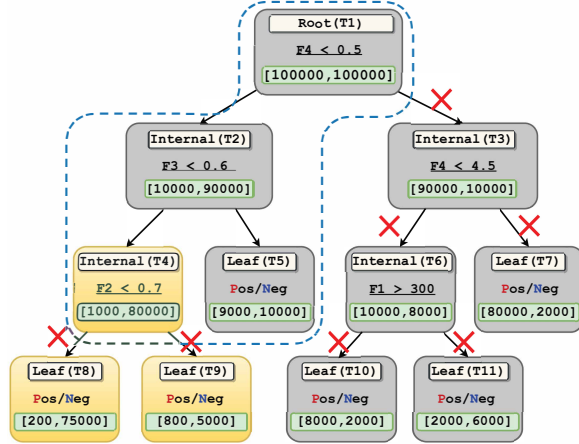 Root(T1)
F4 < 0.5
[100000,100000]
Internal(T2)
F3 < 0.6
[10000,90000]
Internal(T3)
F4 < 4.5
[90000,10000]
Internal(T4)
F2 < 0.7
[1000,80000]
Leaf(T5)
Pos/Neg
[9000,10000]
Internal(T6)
F1 > 300
[10000,8000]
Leaf(T7)
Pos/Neg
[80000,2000]
Leaf(T8)
Pos/Neg
[200,75000]
Leaf(T9)
Pos/Neg
[800,5000]
Leaf(T10)
Pos/Neg
[8000,2000]
Leaf(T11)
Pos/Neg
[2000,6000]